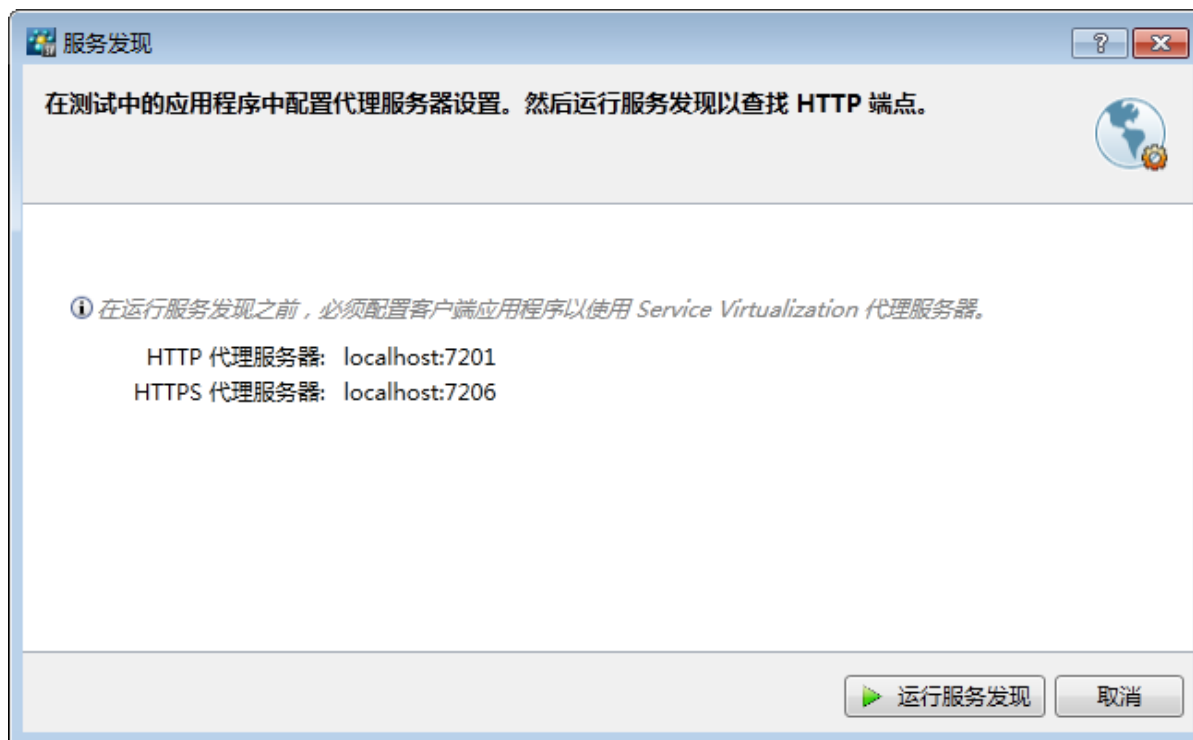 服务发现
在测试中的应用程序中配置代理服务器设置。然后运行服务发现以查找 HTTP 端点。
在运行服务发现之前，必须配置客户端应用程序以使用 Service Virtualization 代理服务器。
HTTP 代理服务器: localhost:7201
HTTPS 代理服务器: localhost:7206
运行服务发现 取消